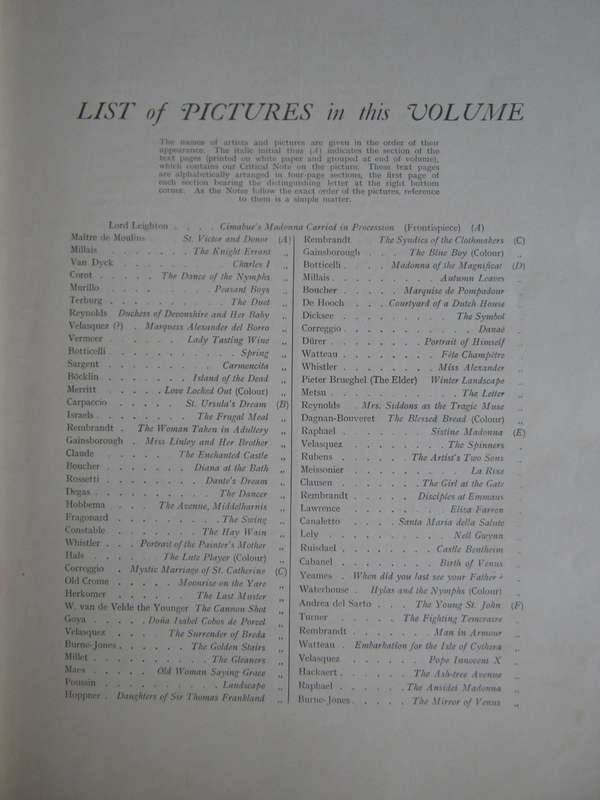 LIST of PICTURES in this VOLUME
The names of artists and pictures are given in the order of their
appearance. The italic initial thus (A) indicates the section of the
text pages (printed on white paper and grouped at end of volume),
which contains our Critical Note on the picture. These text pages
are alphabetically arranged in four-page sections, the first page of
each section bearing the distinguishing letter at the right bottom
corner. As the Notes follow the exact order of the pictures, reference
to them is a simple matter.
Lord Leighton . . . . Cimabue's Madonna Carried in Procession (Frontispiece) (A)
Maître de Moulins . St. Victor and Donor (A)
Millais . . . . . . . The Knight Errant „
Van Dyck . . . . . . . Charles I „
Corot . . . . . The Dance of the Nymphs „
Murillo . . . . . . . Peasant Boys „
Terburg . . . . . . . . . The Duet „
Reynolds Duchess of Devonshire and Her Baby „
Velasquez (?) . Marquess Alexander del Borro „
Vermeer . . . . . . Lady Tasting Wine „
Botticelli . . . . . . . . . Spring „
Sargent . . . . . . . . Carmencita „
Böcklin . . . . . . Island of the Dead „
Merritt . . . . Love Locked Out (Colour) „
Carpaccio . . . . . St. Ursula's Dream (B)
Israels . . . . . . . The Frugal Meal „
Rembrandt . The Woman Taken in Adultery „
Gainsborough . Miss Linley and Her Brother „
Claude . . . . . The Enchanted Castle „
Boucher . . . . . . Diana at the Bath „
Rossetti . . . . . . . Dante's Dream „
Degas . . . . . . . . . The Dancer „
Hobbema . . . The Avenue, Middelharnis „
Fragonard . . . . . . . . The Swing „
Constable . . . . . . . The Hay Wain „
Whistler . . . Portrait of the Painter's Mother „
Hals . . . . . The Lute Player (Colour) „
Correggio . Mystic Marriage of St. Catherine (C)
Old Crome . . . . . Moonrise on the Yare „
Herkomer . . . . . . The Last Muster „
W. van de Velde the Younger The Cannon Shot „
Goya . . . . . Doña Isabel Cobos de Porcel „
Velasquez . . . . The Surrender of Breda „
Burne-Jones . . . . . . The Golden Stairs „
Millet . . . . . . . . . The Gleaners „
Maes . . . . . Old Woman Saying Grace „
Poussin . . . . . . . . . Landscape „
Hoppner . Daughters of Sir Thomas Frankland „
Rembrandt The Syndics of the Clothmakers (C)
Gainsborough . . . The Blue Boy (Colour) „
Botticelli . . . . Madonna of the Magnificat (D)
Millais . . . . . . . . Autumn Leaves „
Boucher . . . . . Marquise de Pompadour „
De Hooch . . . Courtyard of a Dutch House „
Dicksee . . . . . . . . . The Symbol „
Correggio . . . . . . . . . . Danaë „
Dürer . . . . . . . Portrait of Himself „
Watteau . . . . . . . . Fête Champêtre „
Whistler . . . . . . . . Miss Alexander „
Pieter Brueghel (The Elder) Winter Landscape „
Metsu . . . . . . . . . . The Letter „
Reynolds . Mrs. Siddons as the Tragic Muse „
Dagnan-Bouveret The Blessed Bread (Colour) „
Raphael . . . . . . . Sistine Madonna (E)
Velasquez . . . . . . . The Spinners „
Rubens . . . . . . The Artist's Two Sons „
Meissonier . . . . . . . . . La Rixe „
Clausen . . . . . . . The Girl at the Gate „
Rembrandt . . . . . Disciples at Emmaus „
Lawrence . . . . . . . . Eliza Farren „
Canaletto . . . . Santa Maria della Salute „
Lely . . . . . . . . . . Nell Gwynn „
Ruisdael . . . . . . . Castle Bentheim „
Cabanel . . . . . . . Birth of Venus „
Yeames . When did you last see your Father? „
Waterhouse . Hylas and the Nymphs (Colour) „
Andrea del Sarto . . . The Young St. John (F)
Turner . . . . . The Fighting Temeraire „
Rembrandt . . . . . . . Man in Armour „
Watteau . Embarkation for the Isle of Cythera „
Velasquez . . . . . . Pope Innocent X „
Hackaert . . . . . . The Ash-tree Avenue „
Raphael . . . . . . The Ansidei Madonna „
Burne-Jones . . . . . The Mirror of Venus „